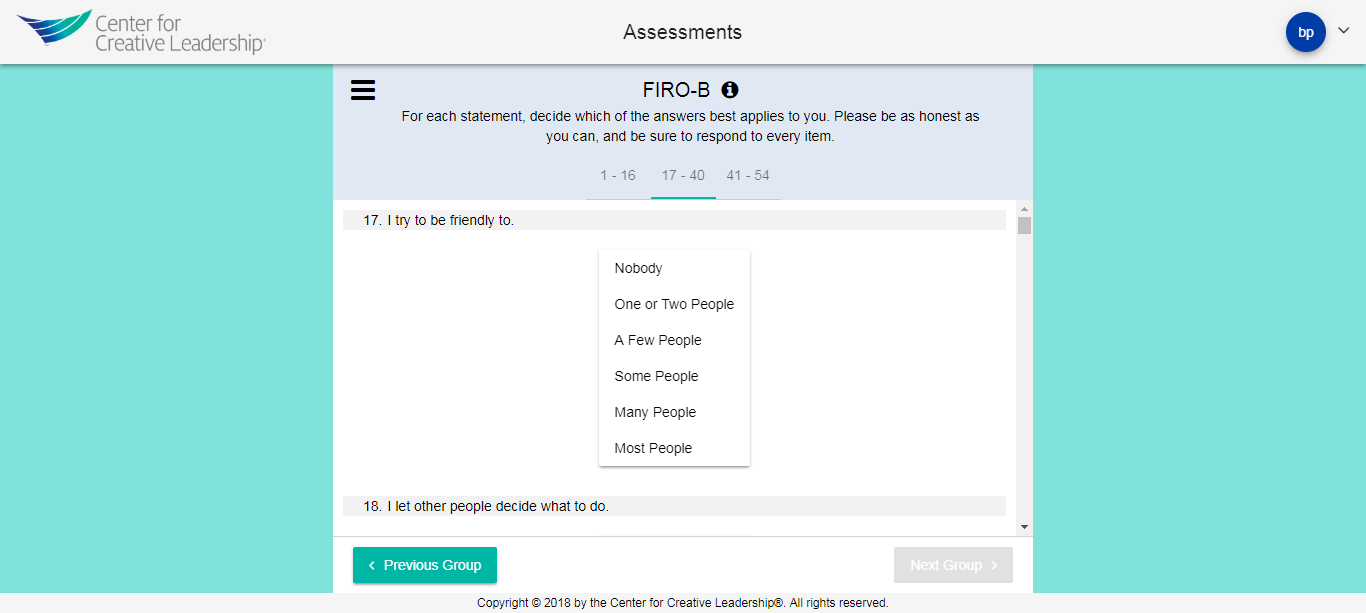 Center for
Creative Leadership®
Assessments
bp
FIRO-B
For each statement, decide which of the answers best applies to you. Please be as honest as
you can, and be sure to respond to every item.
1 - 16 17 - 40 41 - 54
17. I try to be friendly to.
Nobody
One or Two People
A Few People
Some People
Many People
Most People
18. I let other people decide what to do.
Previous Group
Next Group
Copyright © 2018 by the Center for Creative Leadership®. All rights reserved.